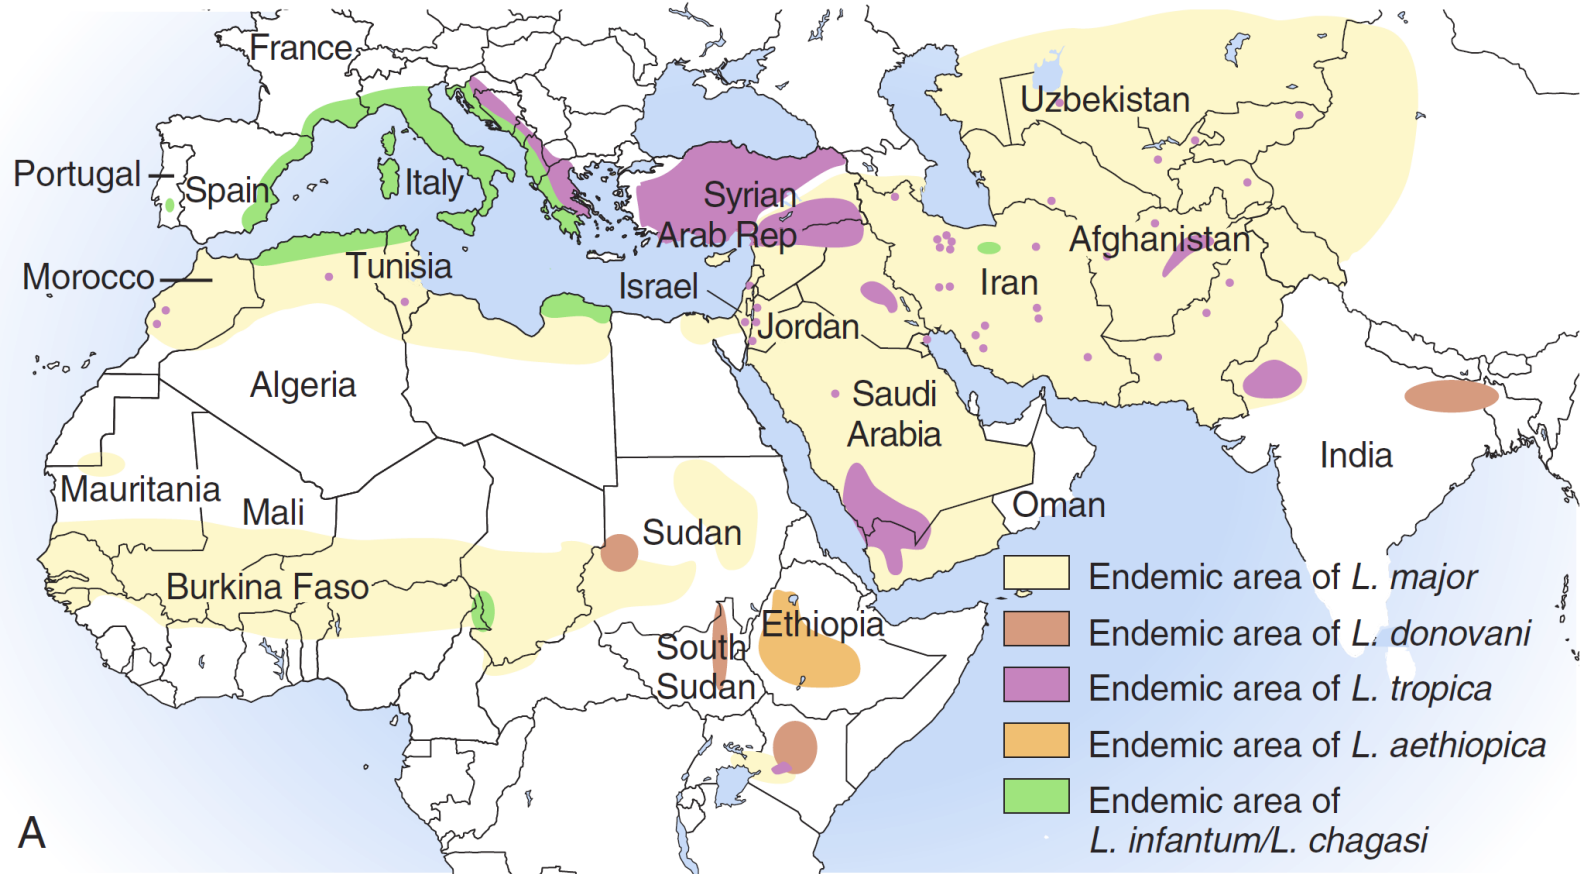 France
Uzbekistan
Portugal
Spain
Italy
Syrian
Arab Rep
Afghanistan
Morocco
Tunisia
Israel
Iran
Jordan
Algeria
Saudi
Arabia
India
Mauritania
Mali
Sudan
Oman
Burkina Faso
Ethiopia
South
Sudan
Endemic area of L. major
Endemic area of L. donovani
Endemic area of L. tropica
Endemic area of L. aethiopica
Endemic area of
L. infantum/L. chagasi
A